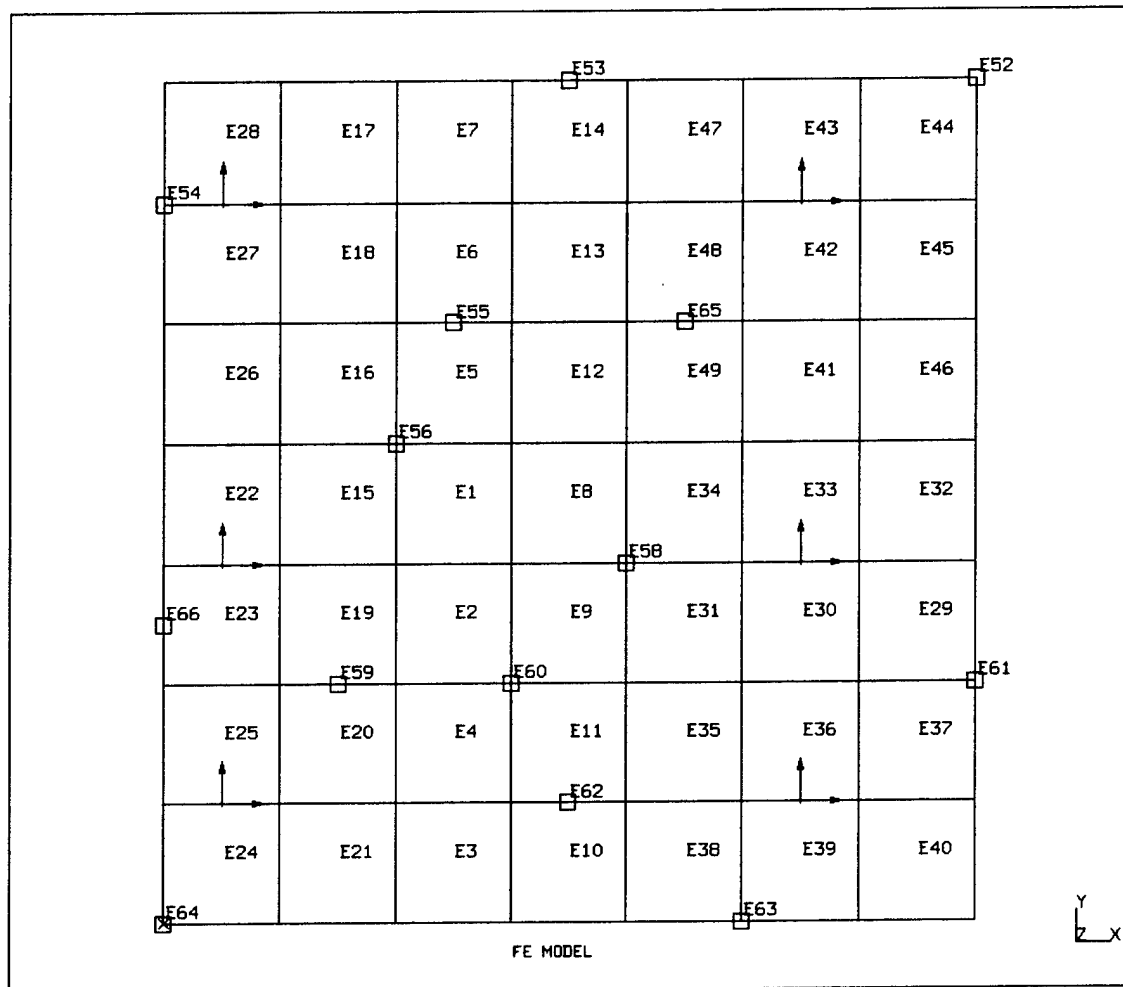 E53 E52
E28 E17 E7 E14 E47 E43 E44
E54
E27 E18 E6 E13 E48 E42 E45
E55 E65
E26 E16 E5 E12 E49 E41 E46
E56
E22 E15 E1 E8 E34 E33 E32
E58
E66 E23 E19 E2 E9 E31 E30 E29
E59 E60 E61
E25 E20 E4 E11 E35 E36 E37
E62
E24 E21 E3 E10 E38 E39 E40
E64 E63
Y
Z X
FE MODEL